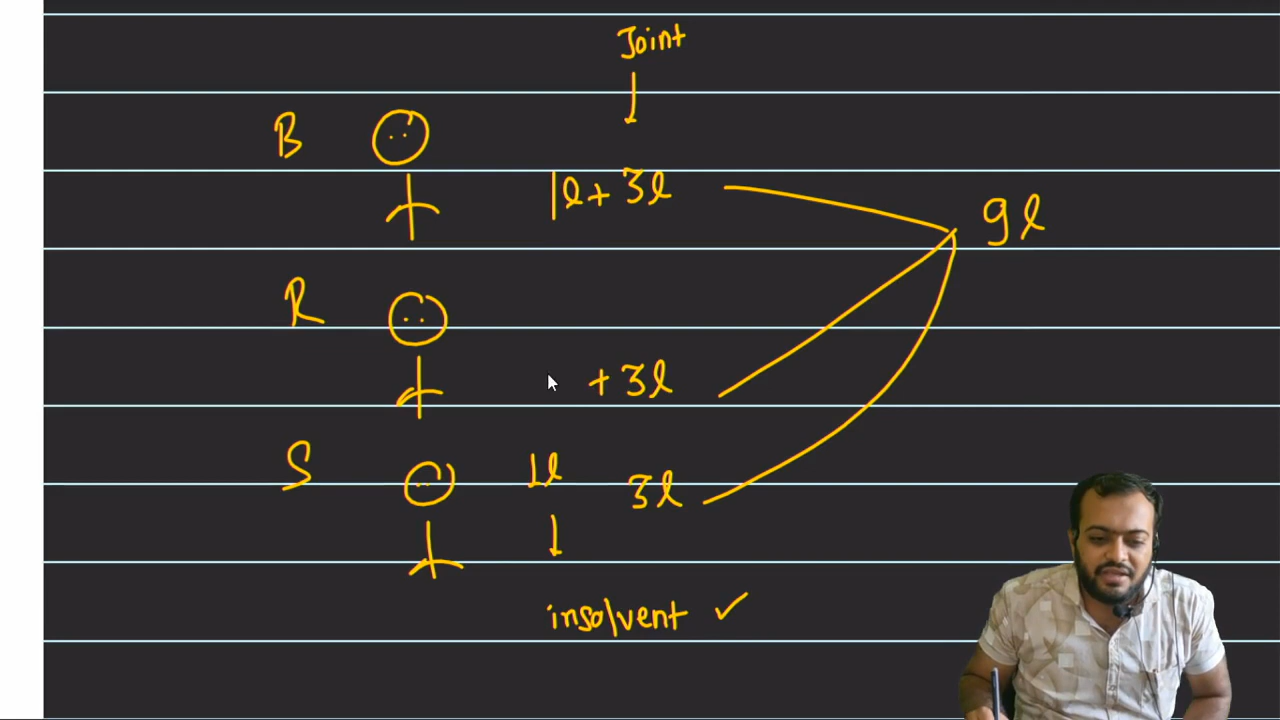 Joint
B
1l + 3l
9l
R
+ 3l
S
1l
3l
insolvent ✓